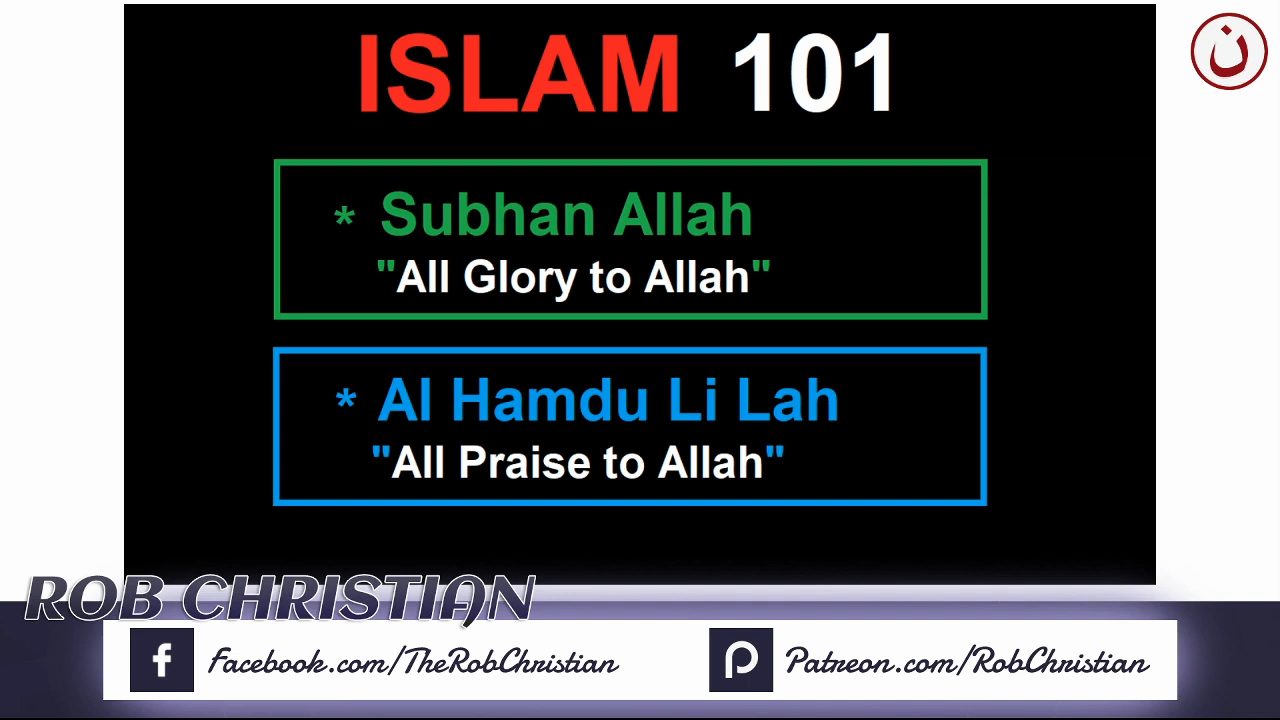 ISLAM 101
ن
* Subhan Allah
"All Glory to Allah"
* Al Hamdu Li Lah
"All Praise to Allah"
ROB CHRISTIAN
f Facebook.com/TheRobChristian
Patreon.com/RobChristian